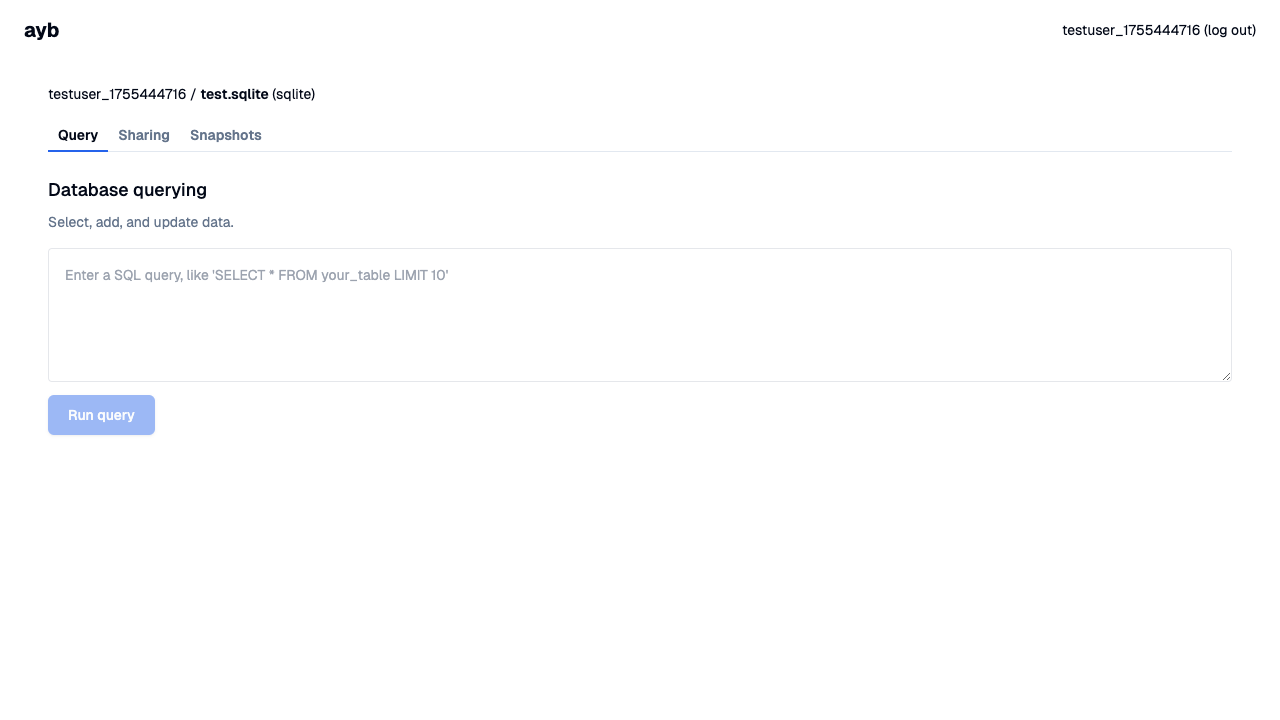 ayb
testuser_1755444716 (log out)
testuser_1755444716 / test.sqlite (sqlite)
Query Sharing Snapshots
Database querying
Select, add, and update data.
Enter a SQL query, like 'SELECT * FROM your_table LIMIT 10'
Run query